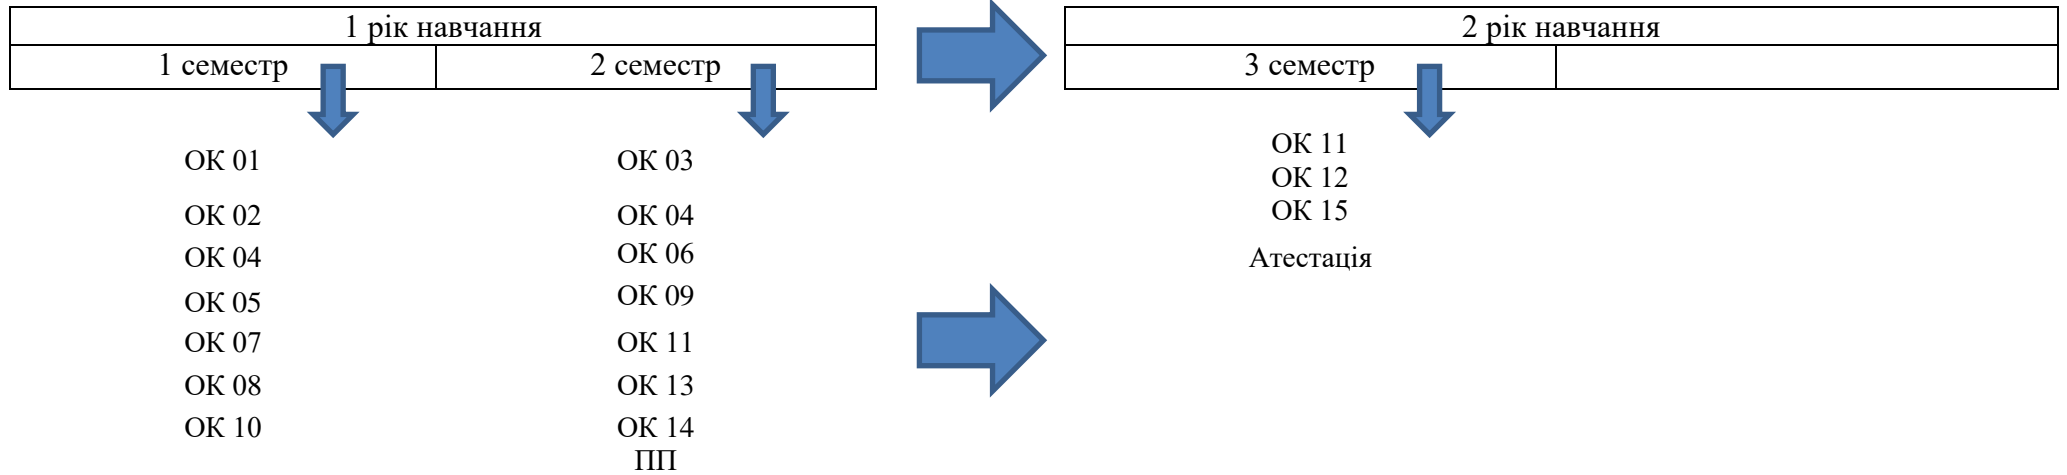 1 рік навчання
1 семестр
2 семестр
ОК 01
ОК 02
ОК 04
ОК 05
ОК 07
ОК 08
ОК 10
ОК 03
ОК 04
ОК 06
ОК 09
ОК 11
ОК 13
ОК 14
ПП
2 рік навчання
3 семестр
ОК 11
ОК 12
ОК 15
Атестація